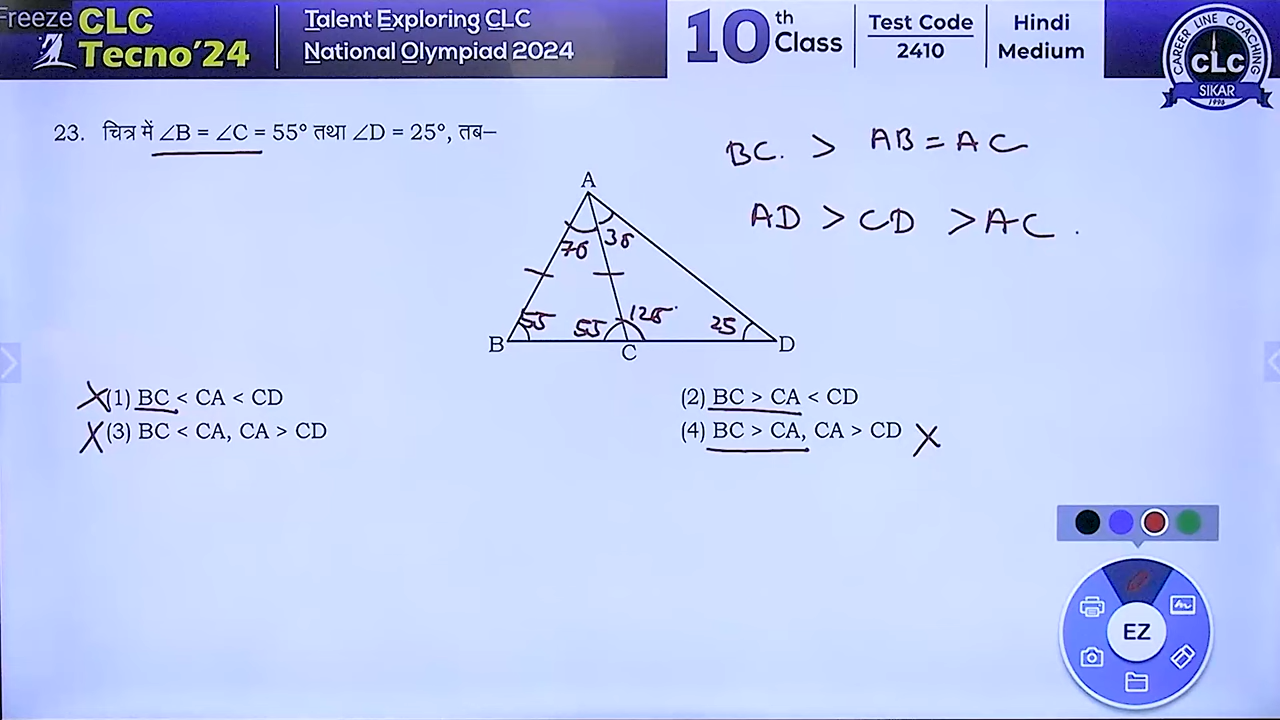 Freeze
CLC
Tecno'24
Talent Exploring CLC
National Olympiad 2024
10th
Class
Test Code
2410
Hindi
Medium
CAREER LINE COACHING
CLC
SIKAR
1996
23. चित्र में ∠B = ∠C = 55° तथा ∠D = 25°, तब–
BC. > AB = AC
AD > CD > AC.
A
70 30
55 55 125 25
B C D
(1) BC < CA < CD
(2) BC > CA < CD
(3) BC < CA, CA > CD
(4) BC > CA, CA > CD
EZ